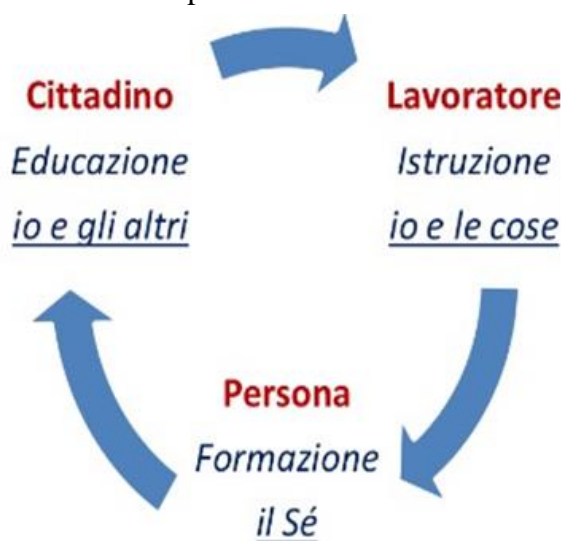 Cittadino
Educazione
io e gli altri
Lavoratore
Istruzione
io e le cose
Persona
Formazione
il Sé